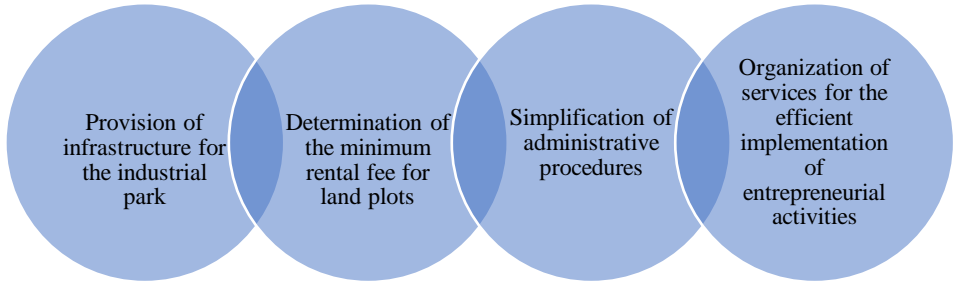 Provision of
infrastructure for
the industrial
park
Determination of
the minimum
rental fee for
land plots
Simplification of
administrative
procedures
Organization of
services for the
efficient
implementation
of
entrepreneurial
activities